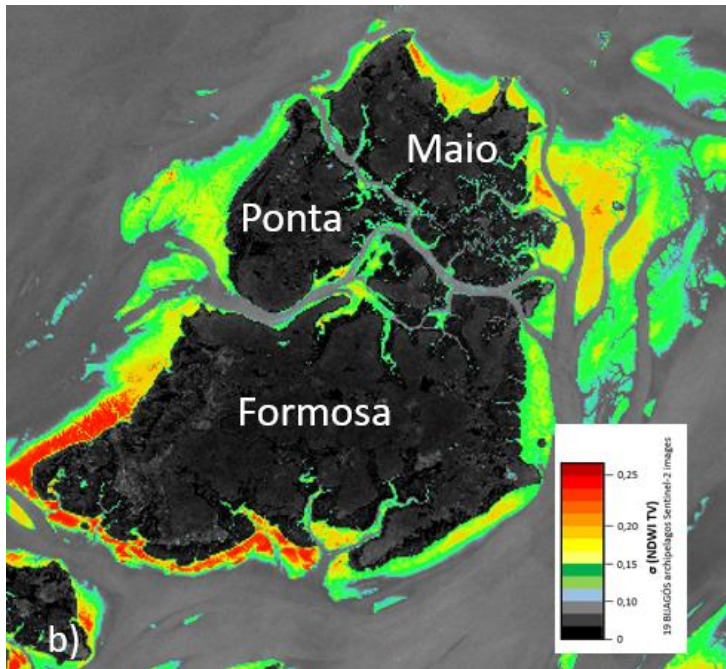 Maio
Ponta
Formosa
b)
0,25
0,20
0,15
0,10
0
σ (NDWI TV)
19 BIJAGÓS archipelagos Sentinel-2 images